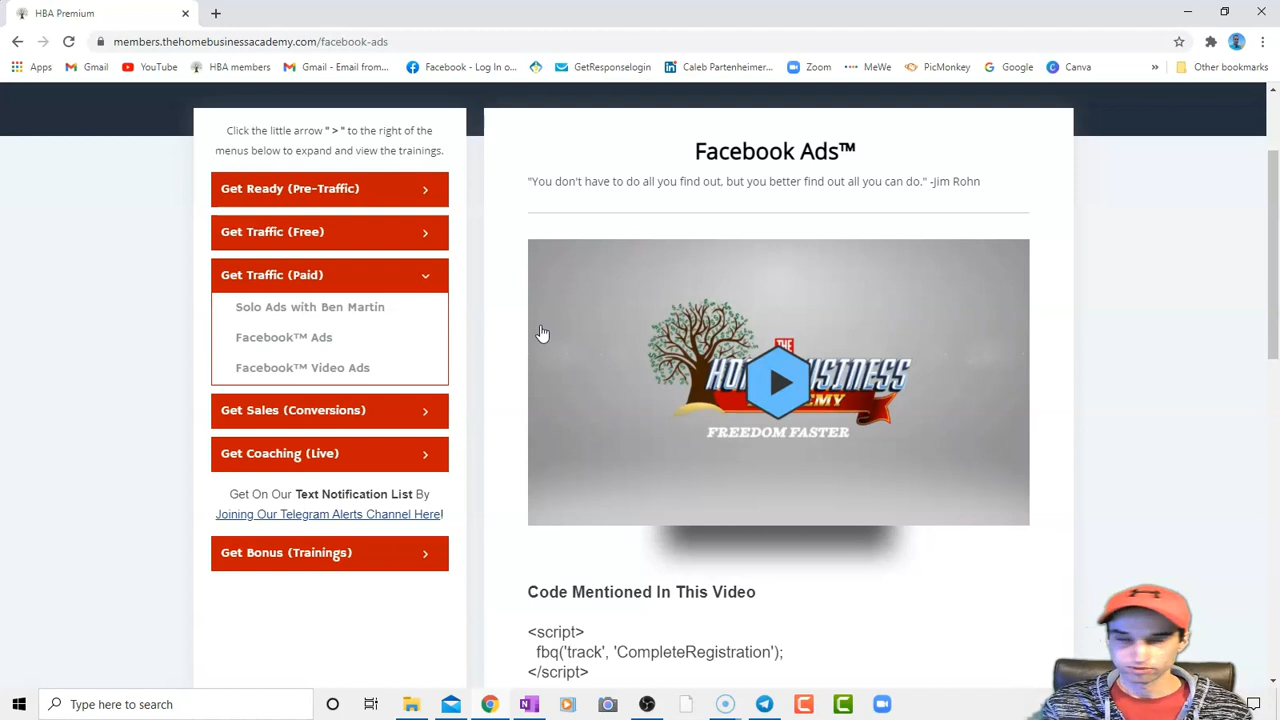 HBA Premium
members.thehomebusinessacademy.com/facebook-ads
Apps
Gmail
YouTube
HBA members
Gmail - Email from...
Facebook - Log In o...
GetResponselogin
Caleb Partenheimer...
Zoom
MeWe
PicMonkey
Google
Canva
»
Other bookmarks
Click the little arrow " > " to the right of the
menus below to expand and view the trainings.
Get Ready (Pre-Traffic)
Get Traffic (Free)
Get Traffic (Paid)
Solo Ads with Ben Martin
Facebook™ Ads
Facebook™ Video Ads
Get Sales (Conversions)
Get Coaching (Live)
Get On Our Text Notification List By
Joining Our Telegram Alerts Channel Here!
Get Bonus (Trainings)
Facebook Ads™
"You don't have to do all you find out, but you better find out all you can do." -Jim Rohn
THE
FREEDOM FASTER
Code Mentioned In This Video
<script>
fbq('track', 'CompleteRegistration');
</script>
Type here to search